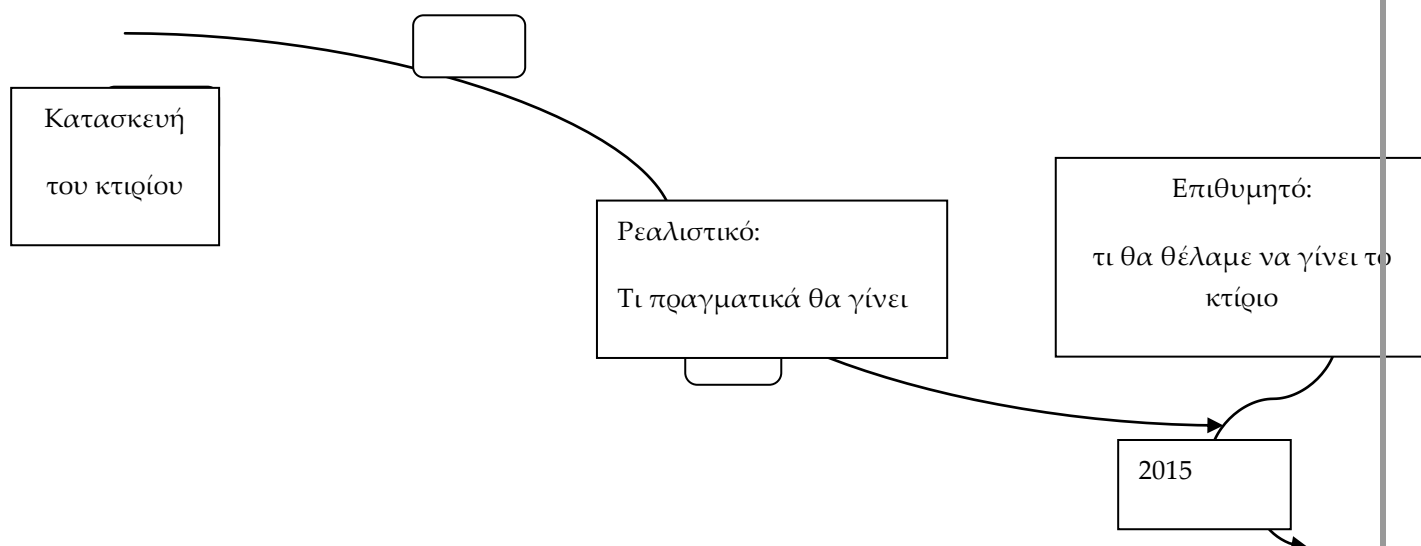 Κατασκευή
του κτιρίου
Ρεαλιστικό:
Τι πραγματικά θα γίνει
Επιθυμητό:
τι θα θέλαμε να γίνει το
κτίριο
2015